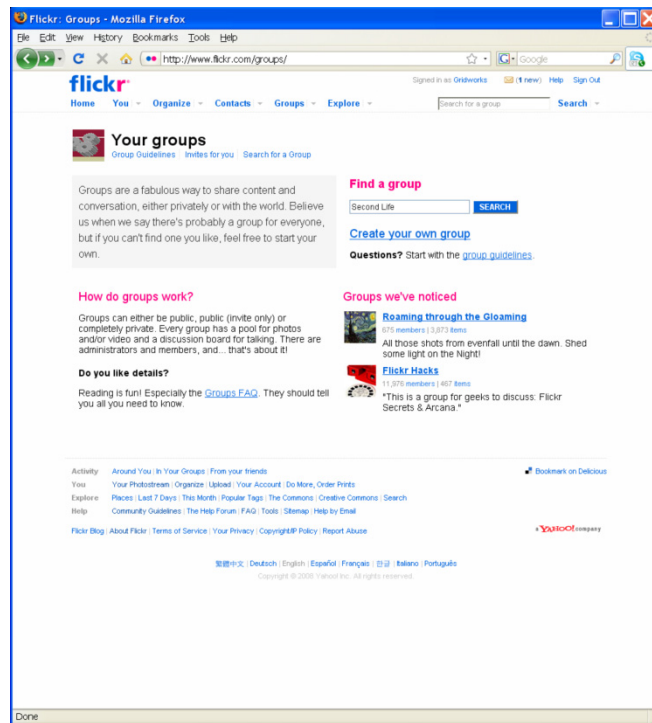 Flickr: Groups - Mozilla Firefox
File Edit View History Bookmarks Tools Help
http://www.flickr.com/groups/ Google
flickr
Signed in as Gridworks (1 new) Help Sign Out
Home You Organize Contacts Groups Explore Search for a group Search
Your groups
Group Guidelines | Invites for you | Search for a Group
Groups are a fabulous way to share content and
conversation, either privately or with the world. Believe
us when we say there's probably a group for everyone,
but if you can't find one you like, feel free to start your
own.
Find a group
Second Life SEARCH
Create your own group
Questions? Start with the group guidelines.
How do groups work?
Groups can either be public, public (invite only) or
completely private. Every group has a pool for photos
and/or video and a discussion board for talking. There are
administrators and members, and... that's about it!
Do you like details?
Reading is fun! Especially the Groups FAQ. They should tell
you all you need to know.
Groups we've noticed
Roaming through the Gloaming
675 members | 3,873 items
All those shots from evenfall until the dawn. Shed
some light on the Night!
Flickr Hacks
11,976 members | 467 items
"This is a group for geeks to discuss: Flickr
Secrets & Arcana."
Activity Around You | In Your Groups | From your friends
Bookmark on Delicious
You Your Photostream | Organize | Upload | Your Account | Do More, Order Prints
Explore Places | Last 7 Days | This Month | Popular Tags | The Commons | Creative Commons | Search
Help Community Guidelines | The Help Forum | FAQ | Tools | Sitemap | Help by Email
Flickr Blog | About Flickr | Terms of Service | Your Privacy | Copyright/IP Policy | Report Abuse
a YAHOO! company
繁體中文 | Deutsch | English | Español | Français | 한글 | Italiano | Português
Copyright © 2008 Yahoo! Inc. All rights reserved.
Done